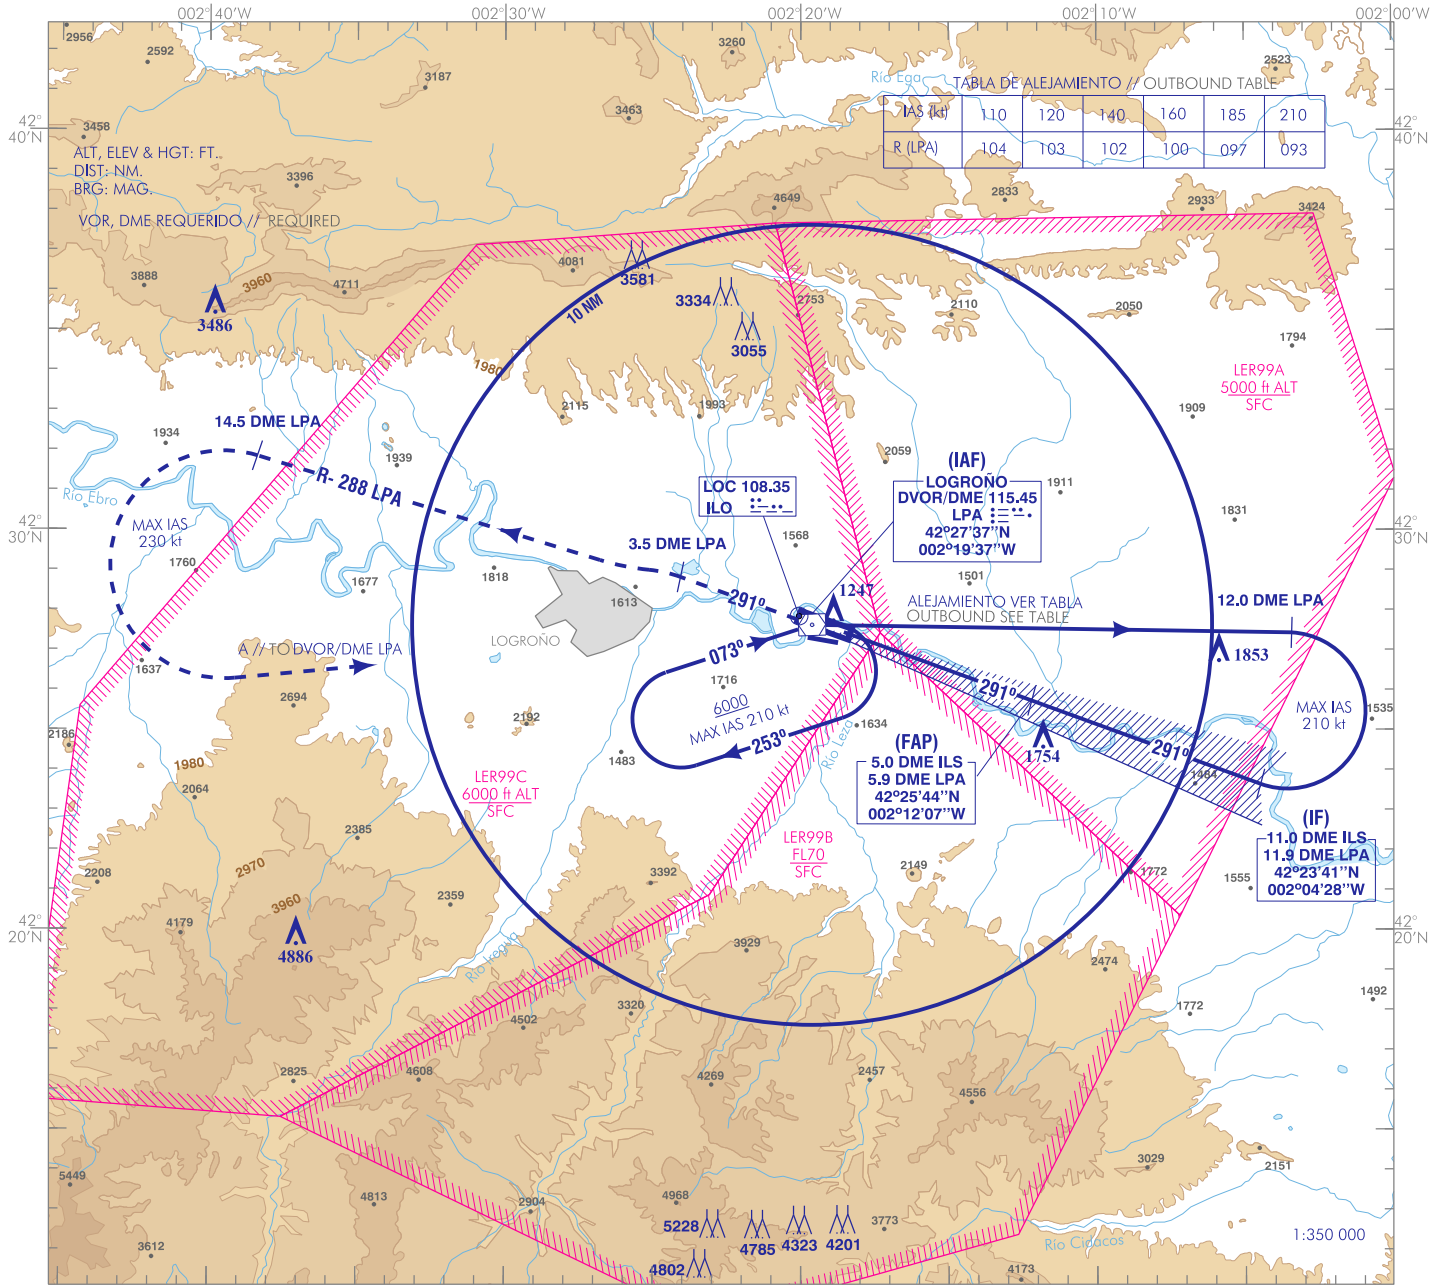 002°40'W
002°30'W
002°20'W
002°10'W
002°00'W
2956
2592
3260
2523
3187
Río Ega
TABLA DE ALEJAMIENTO // OUTBOUND TABLE
IAS (kt) 110 120 140 160 185 210
R (LPA) 104 103 102 100 097 093
3463
3458
42°
40'N
42°
40'N
ALT, ELEV & HGT: FT.
DIST: NM.
BRG: MAG.
VOR, DME REQUERIDO // REQUIRED
3396
4649
2833
2933
3424
3888
3960
4711
4081
3581
3486
10 NM
3334
3055
2753
2110
2050
1794
1980
LER99A
5000 ft ALT
SFC
2115
1993
1909
14.5 DME LPA
1934
1939
2059
R- 288 LPA
Río Ebro
MAX IAS
230 kt
LOC 108.35
ILO
(IAF)
LOGROÑO
DVOR/DME 115.45
LPA
42°27'37''N
002°19'37''W
1911
1831
42°
30'N
42°
30'N
1760
1677
1818
3.5 DME LPA
1568
1501
1613
291º
1247
ALEJAMIENTO VER TABLA
OUTBOUND SEE TABLE
12.0 DME LPA
LOGROÑO
A // TO DVOR/DME LPA
1637
073º
1853
1716
6000
MAX IAS 210 kt
253º
291º
2694
2192
1634
MAX IAS
210 kt
1535
2186
1980
1483
Río Leza
(FAP)
5.0 DME ILS
5.9 DME LPA
42°25'44''N
002°12'07''W
1754
291º
1484
2064
LER99C
6000 ft ALT
SFC
(IF)
11.0 DME ILS
11.9 DME LPA
42°23'41''N
002°04'28''W
2385
LER99B
FL70
SFC
2970
2208
3392
2149
1772
1555
3960
2359
4179
42°
20'N
42°
20'N
4886
Río Iregua
3929
2474
1492
4502
3320
1772
2825
4608
4269
2457
4556
3029
2151
5449
4813
2904
4968
5228
4785
4323
4201
3773
Río Cidacos
1:350 000
3612
4802
4173